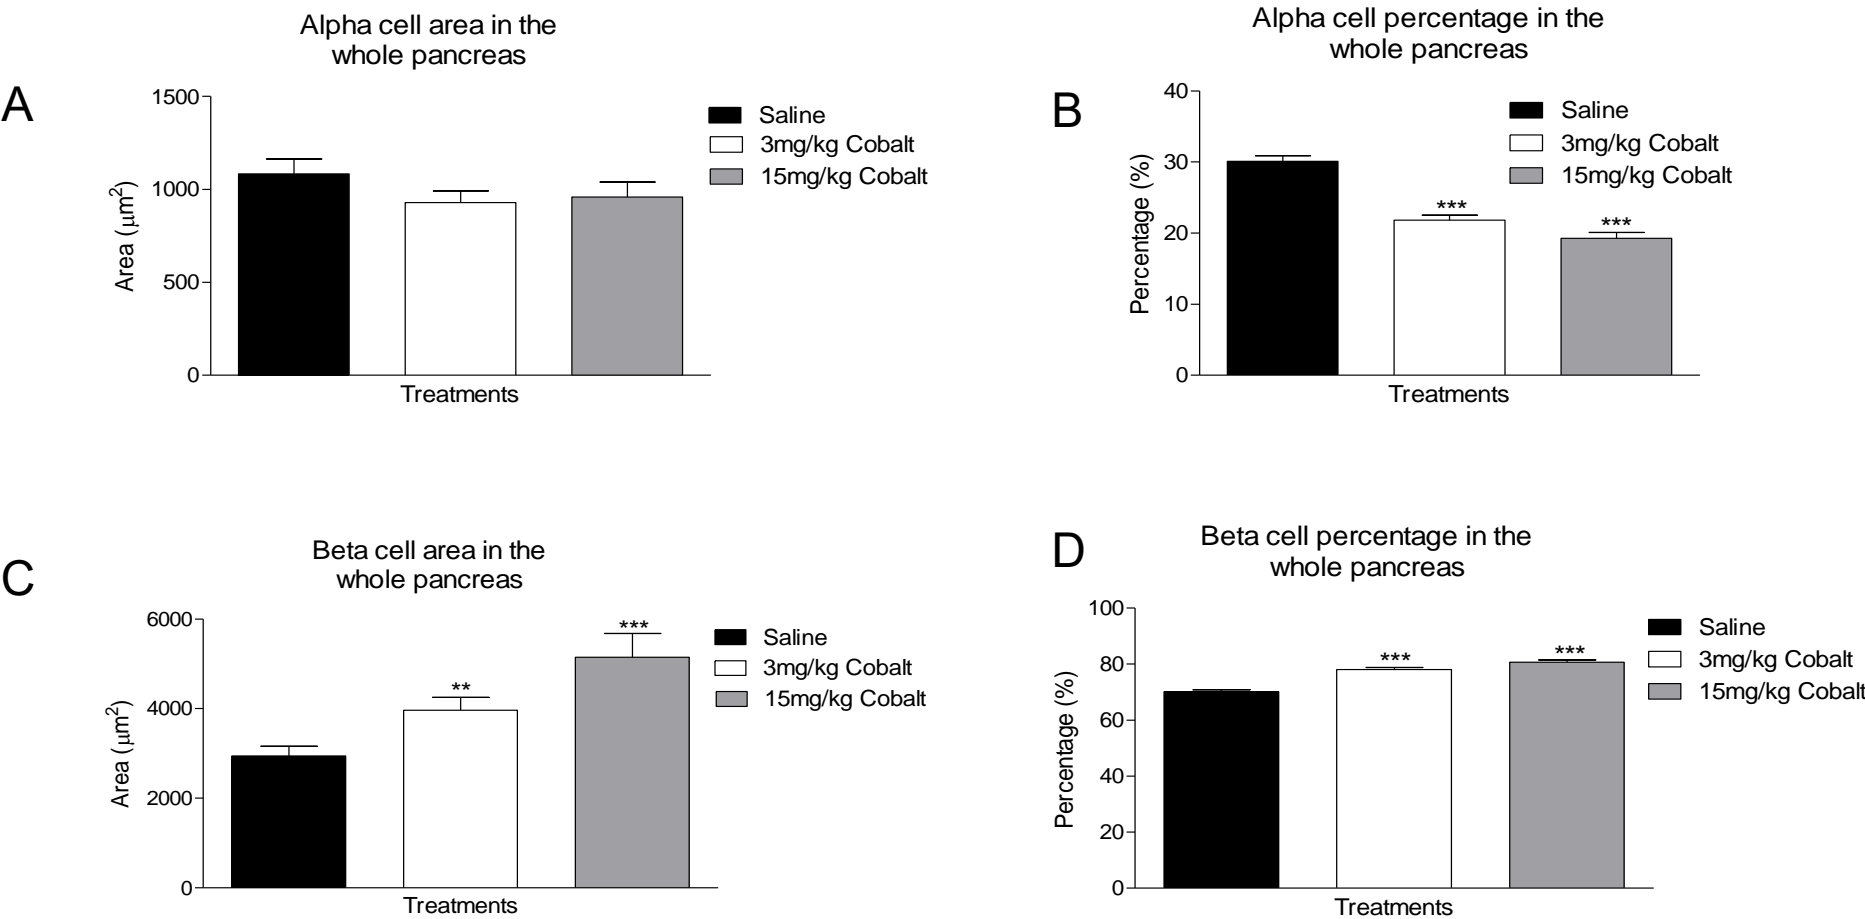 A
Alpha cell area in the
whole pancreas
1500
1000
500
0
Area (μm2)
Treatments
Saline
3mg/kg Cobalt
15mg/kg Cobalt
B
Alpha cell percentage in the
whole pancreas
40
30
20
10
0
Percentage (%)
***
***
Treatments
Saline
3mg/kg Cobalt
15mg/kg Cobalt
C
Beta cell area in the
whole pancreas
6000
4000
2000
0
Area (μm2)
**
***
Treatments
Saline
3mg/kg Cobalt
15mg/kg Cobalt
D
Beta cell percentage in the
whole pancreas
100
80
60
40
20
0
Percentage (%)
***
***
Treatments
Saline
3mg/kg Cobalt
15mg/kg Cobalt